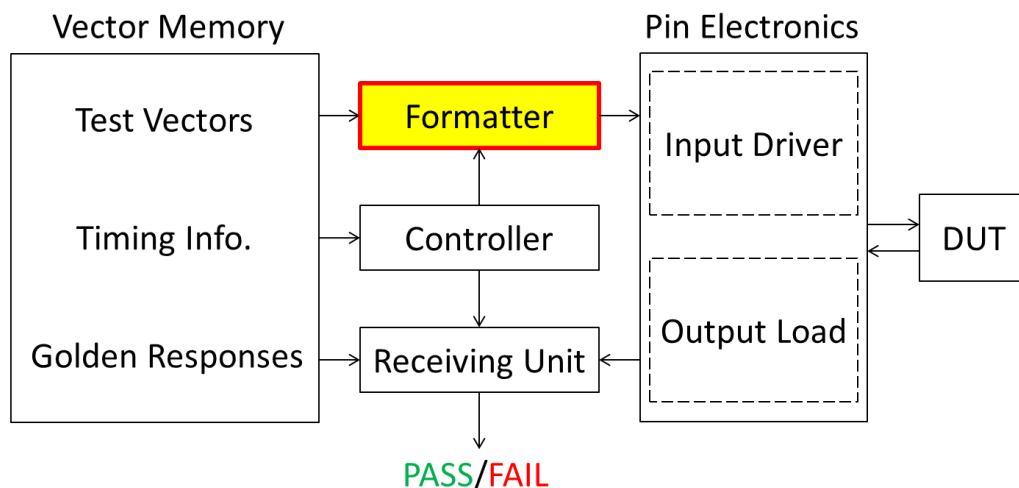 Vector Memory
Pin Electronics
Test Vectors
Formatter
Input Driver
Timing Info.
Controller
DUT
Golden Responses
Receiving Unit
Output Load
PASS/FAIL